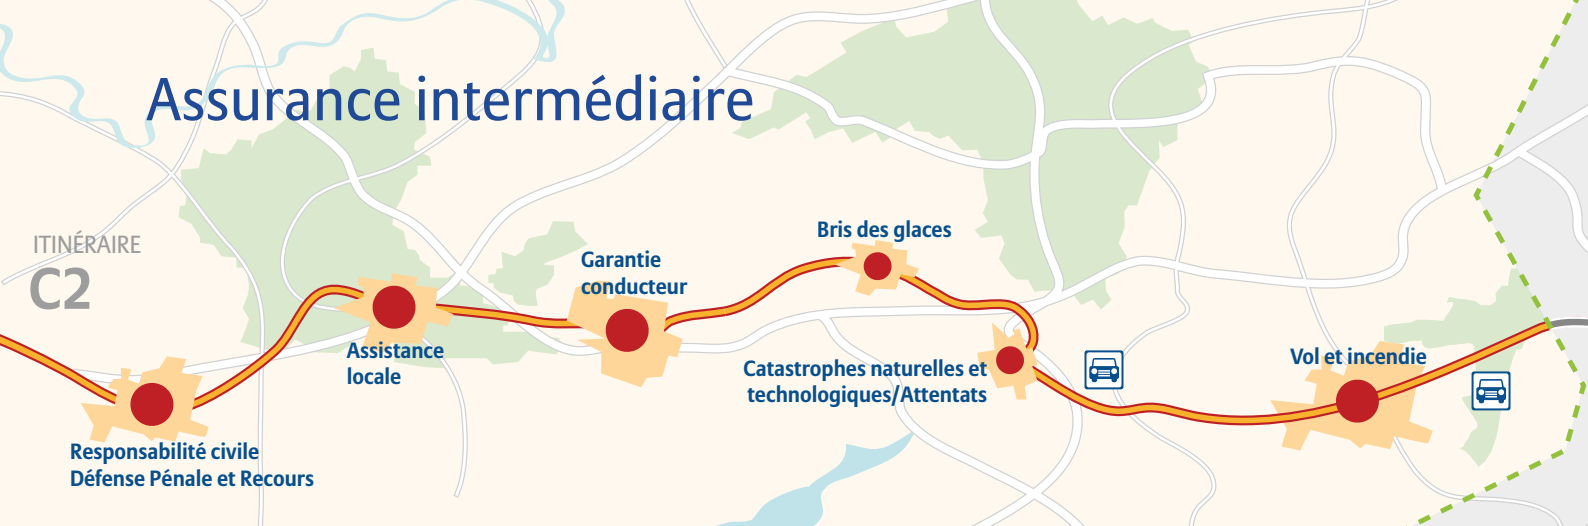 Assurance intermédiaire
ITINÉRAIRE
C2
Responsabilité civile
Défense Pénale et Recours
Assistance
locale
Garantie
conducteur
Bris des glaces
Catastrophes naturelles et
technologiques/Attentats
Vol et incendie